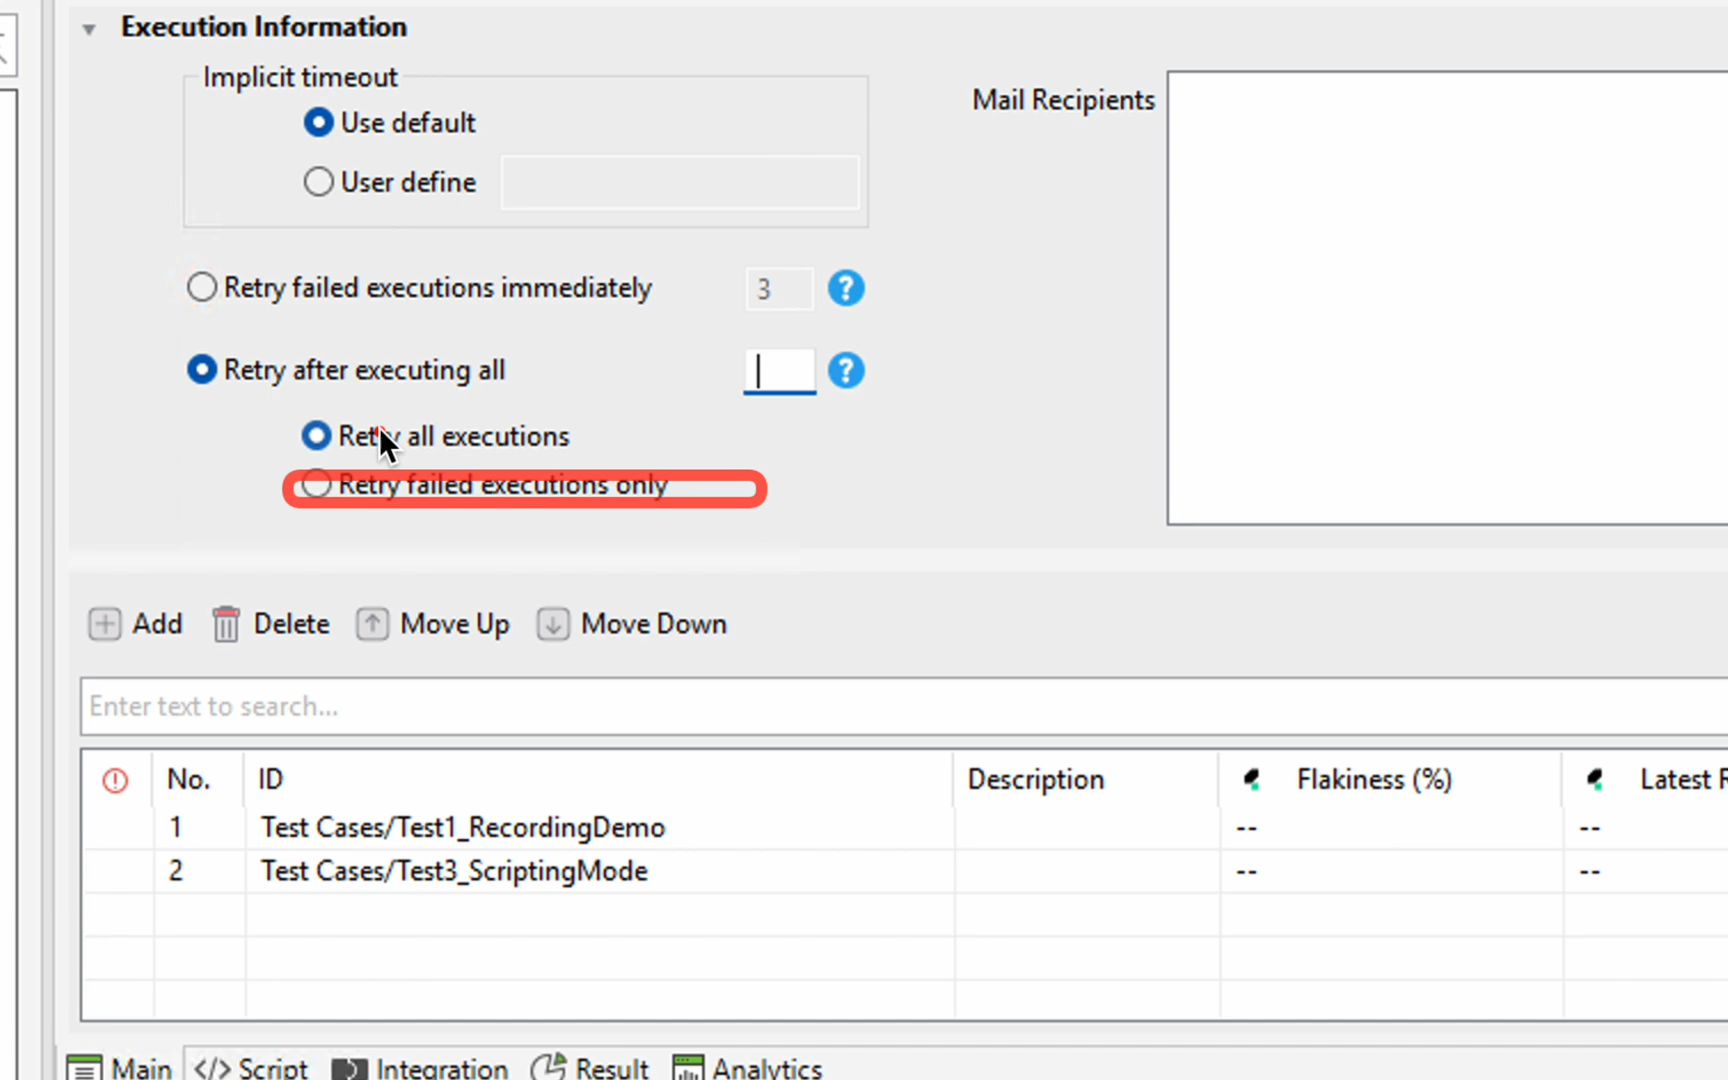 Execution Information
Implicit timeout
Use default
Mail Recipients
User define
Retry failed executions immediately 3 ?
Retry after executing all ?
Retry all executions
Retry failed executions only
Add Delete Move Up Move Down
Enter text to search...
No. ID Description Flakiness (%) Latest R
1 Test Cases/Test1_RecordingDemo -- --
2 Test Cases/Test3_ScriptingMode -- --
Main </> Script Integration Result Analytics